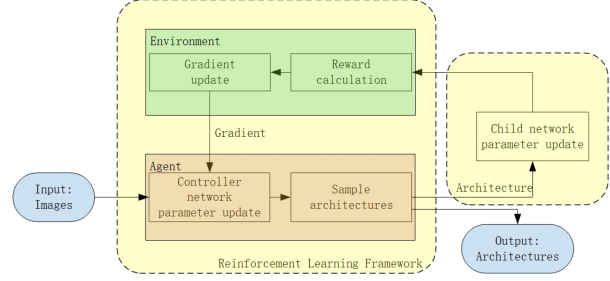 Environment
Gradient
update
Reward
calculation
Child network
parameter update
Gradient
Agent
Input:
Images
Controller
network
parameter update
Sample
architectures
Architecture
Output:
Architectures
Reinforcement Learning Framework